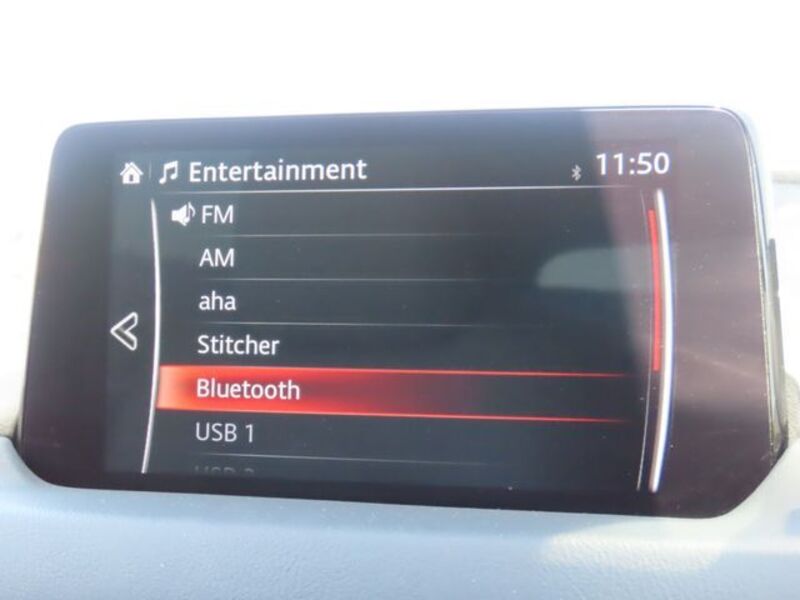 Entertainment
11:50
FM
AM
aha
Stitcher
Bluetooth
USB 1